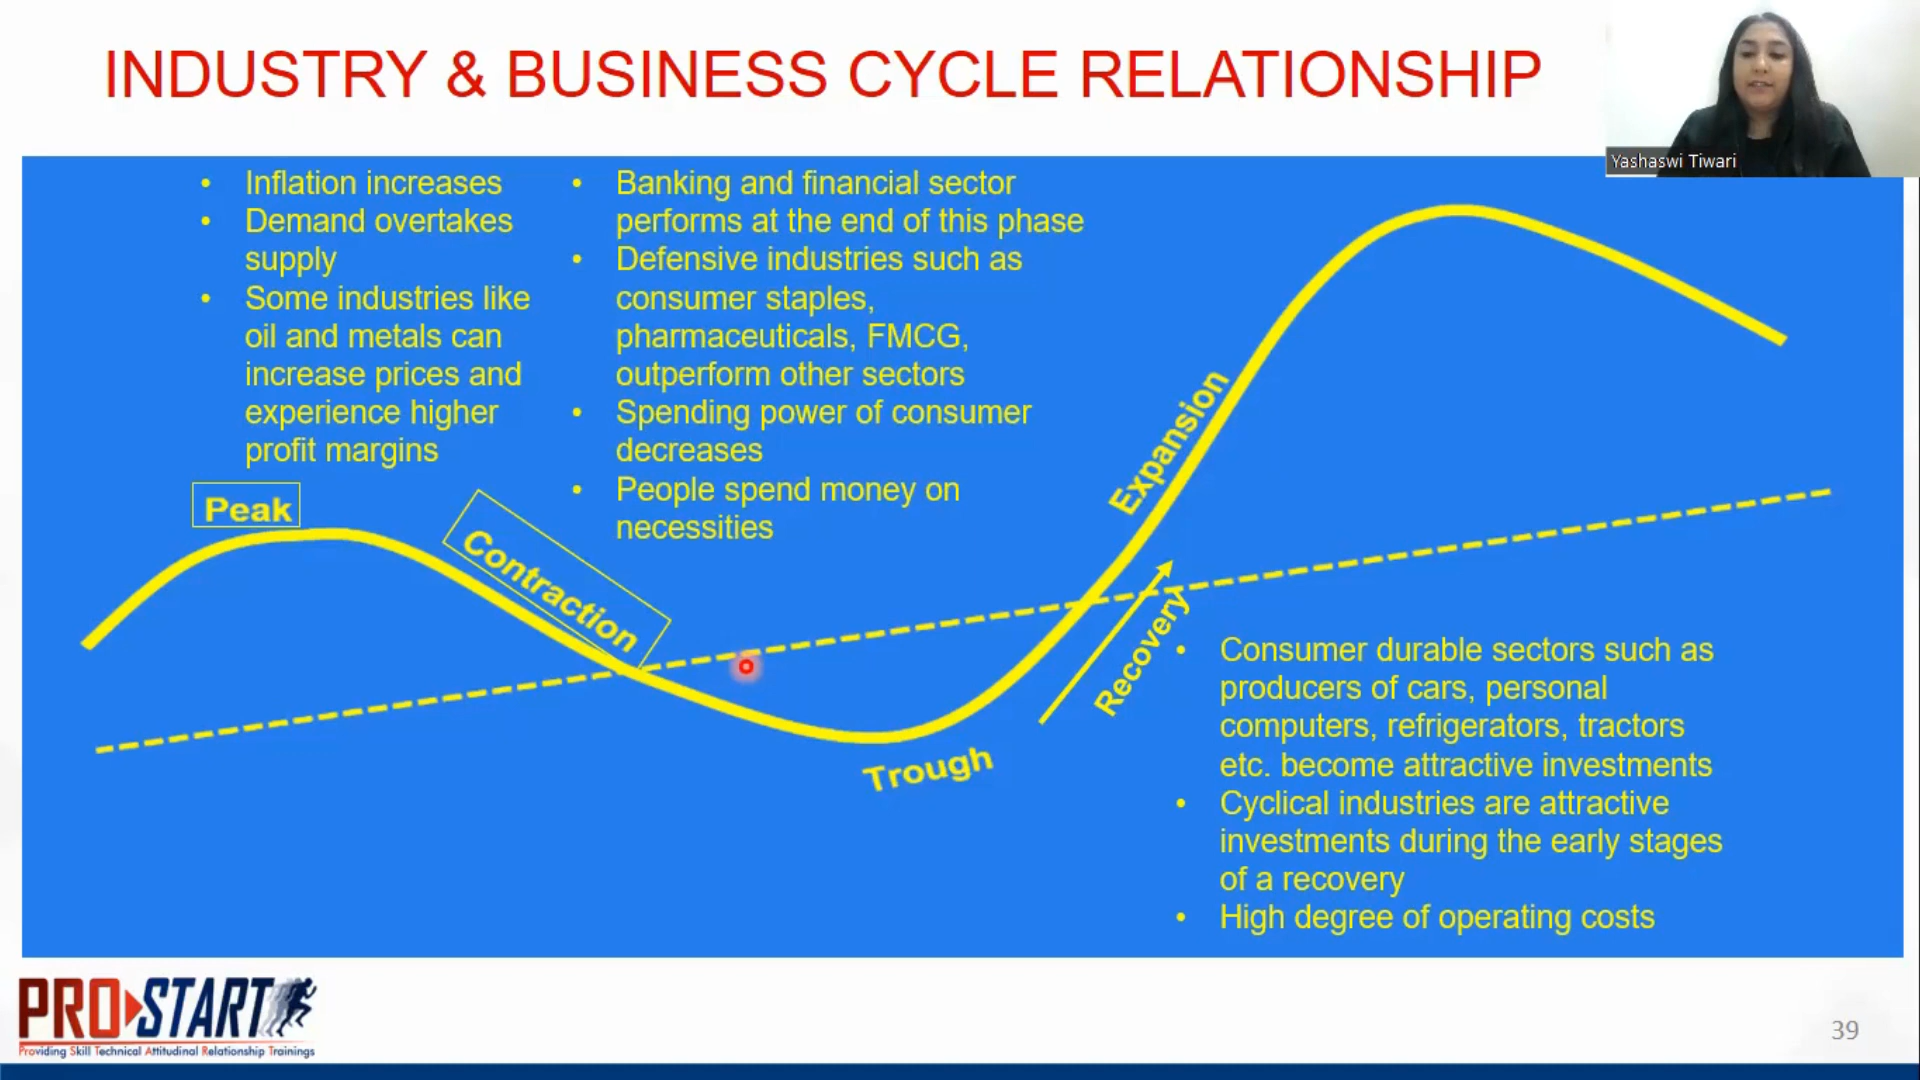 INDUSTRY & BUSINESS CYCLE RELATIONSHIP
Yashaswi Tiwari
• Inflation increases
• Demand overtakes
supply
• Some industries like
oil and metals can
increase prices and
experience higher
profit margins
• Banking and financial sector
performs at the end of this phase
• Defensive industries such as
consumer staples,
pharmaceuticals, FMCG,
outperform other sectors
• Spending power of consumer
decreases
• People spend money on
necessities
Peak
Contraction
Trough
Recovery
Expansion
• Consumer durable sectors such as
producers of cars, personal
computers, refrigerators, tractors
etc. become attractive investments
• Cyclical industries are attractive
investments during the early stages
of a recovery
• High degree of operating costs
PRO START
Providing Skill Technical Attitudinal Relationship Trainings
39